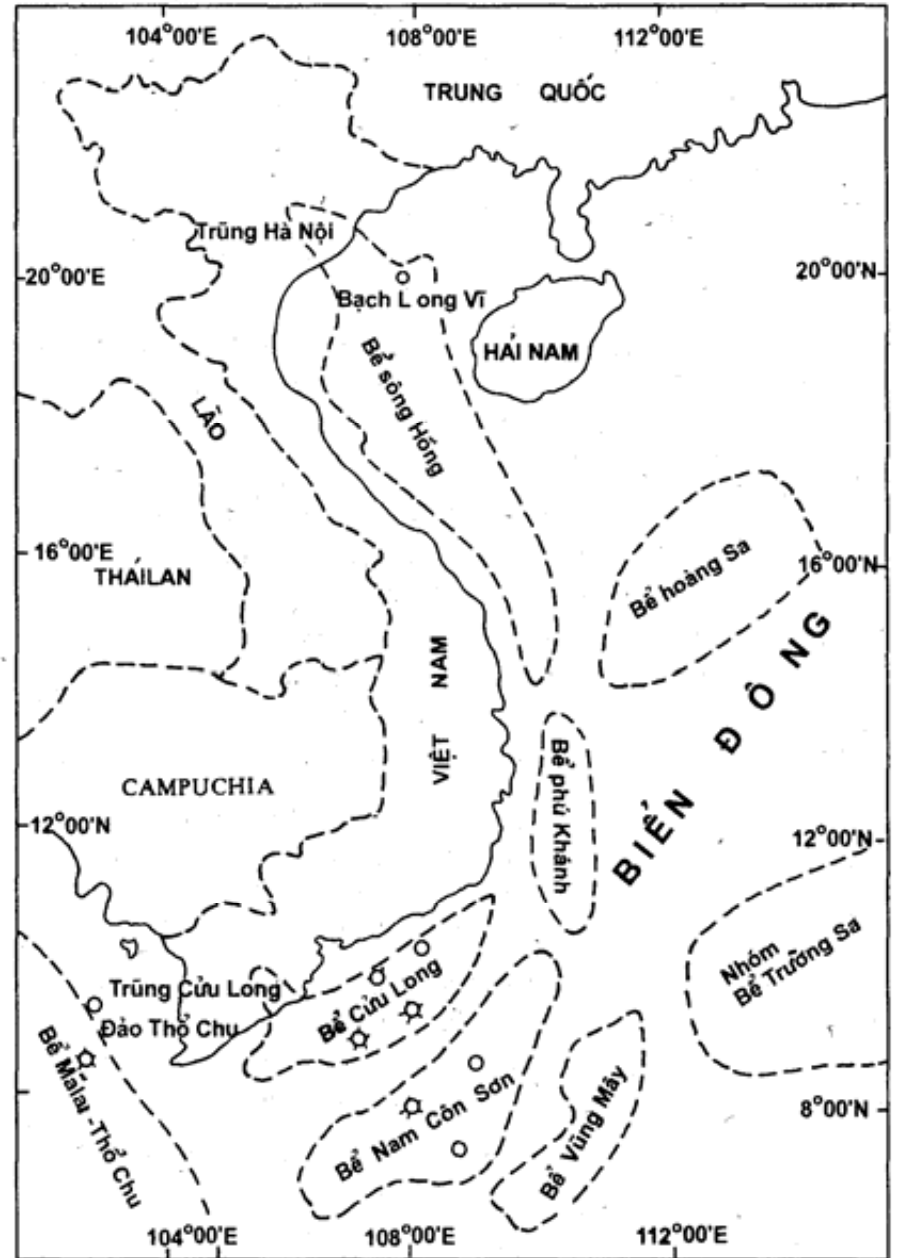 104°00'E 108°00'E 112°00'E
TRUNG QUỐC
Trũng Hà Nội
20°00'E 20°00'N
Bạch Long Vĩ
HẢI NAM
Bể sông Hồng
LÃO
16°00'E 16°00'N
THÁILAN
Bể hoàng Sa
VIỆT NAM
BIỂN ĐÔNG
Bể phú Khánh
CAMPUCHIA
12°00'N 12°00'N
Nhóm
Bể Trường Sa
Trũng Cửu Long
Bể Cửu Long
Đảo Thổ Chu
Bể Mãlai -Thổ Chu
Bể Nam Côn Sơn
Bể Vũng Mây
8°00'N
104°00'E 108°00'E 112°00'E